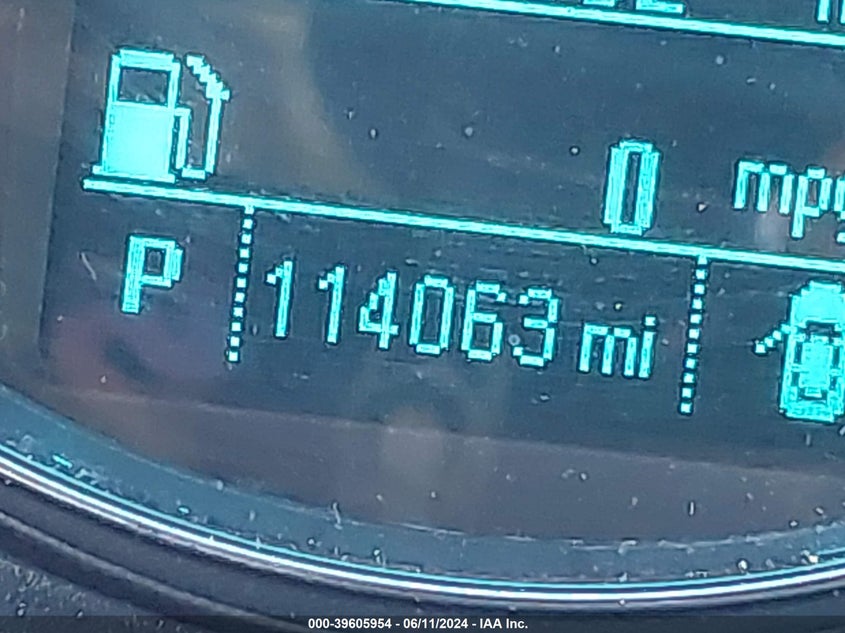 0 mpg
P 114063 mi
000-39605954 - 06/11/2024 - IAA Inc.